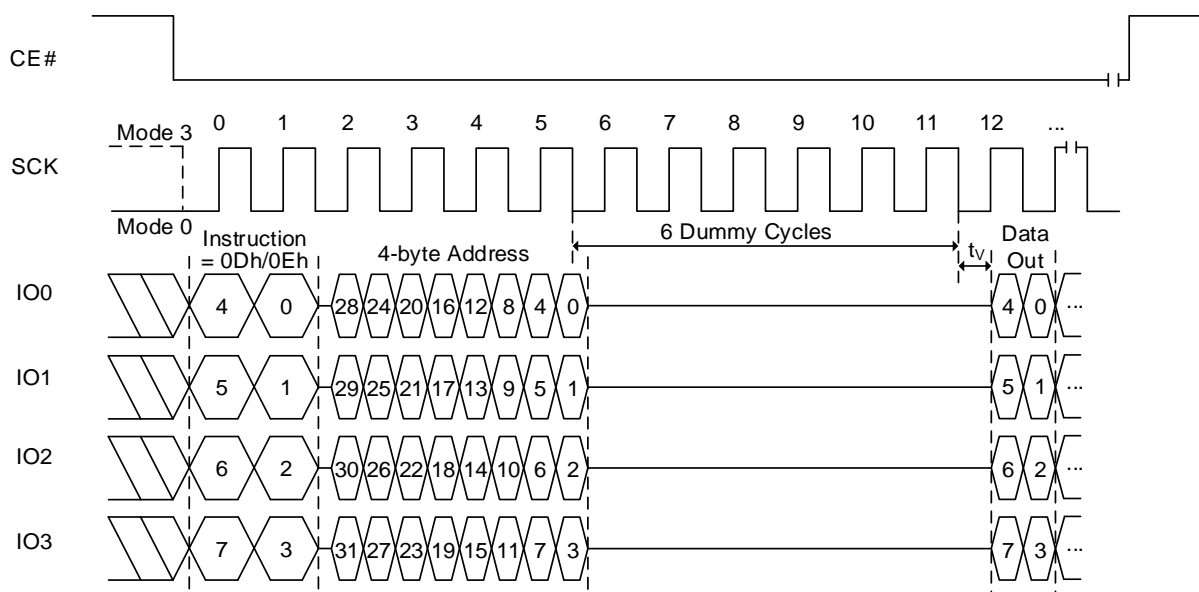 CE#
0 1 2 3 4 5 6 7 8 9 10 11 12 ...
Mode 3
SCK
Mode 0
Instruction
= 0Dh/0Eh
4-byte Address
6 Dummy Cycles
tV
Data
Out
IO0 4 0 28 24 20 16 12 8 4 0 4 0 ...
IO1 5 1 29 25 21 17 13 9 5 1 5 1 ...
IO2 6 2 30 26 22 18 14 10 6 2 6 2 ...
IO3 7 3 31 27 23 19 15 11 7 3 7 3 ...